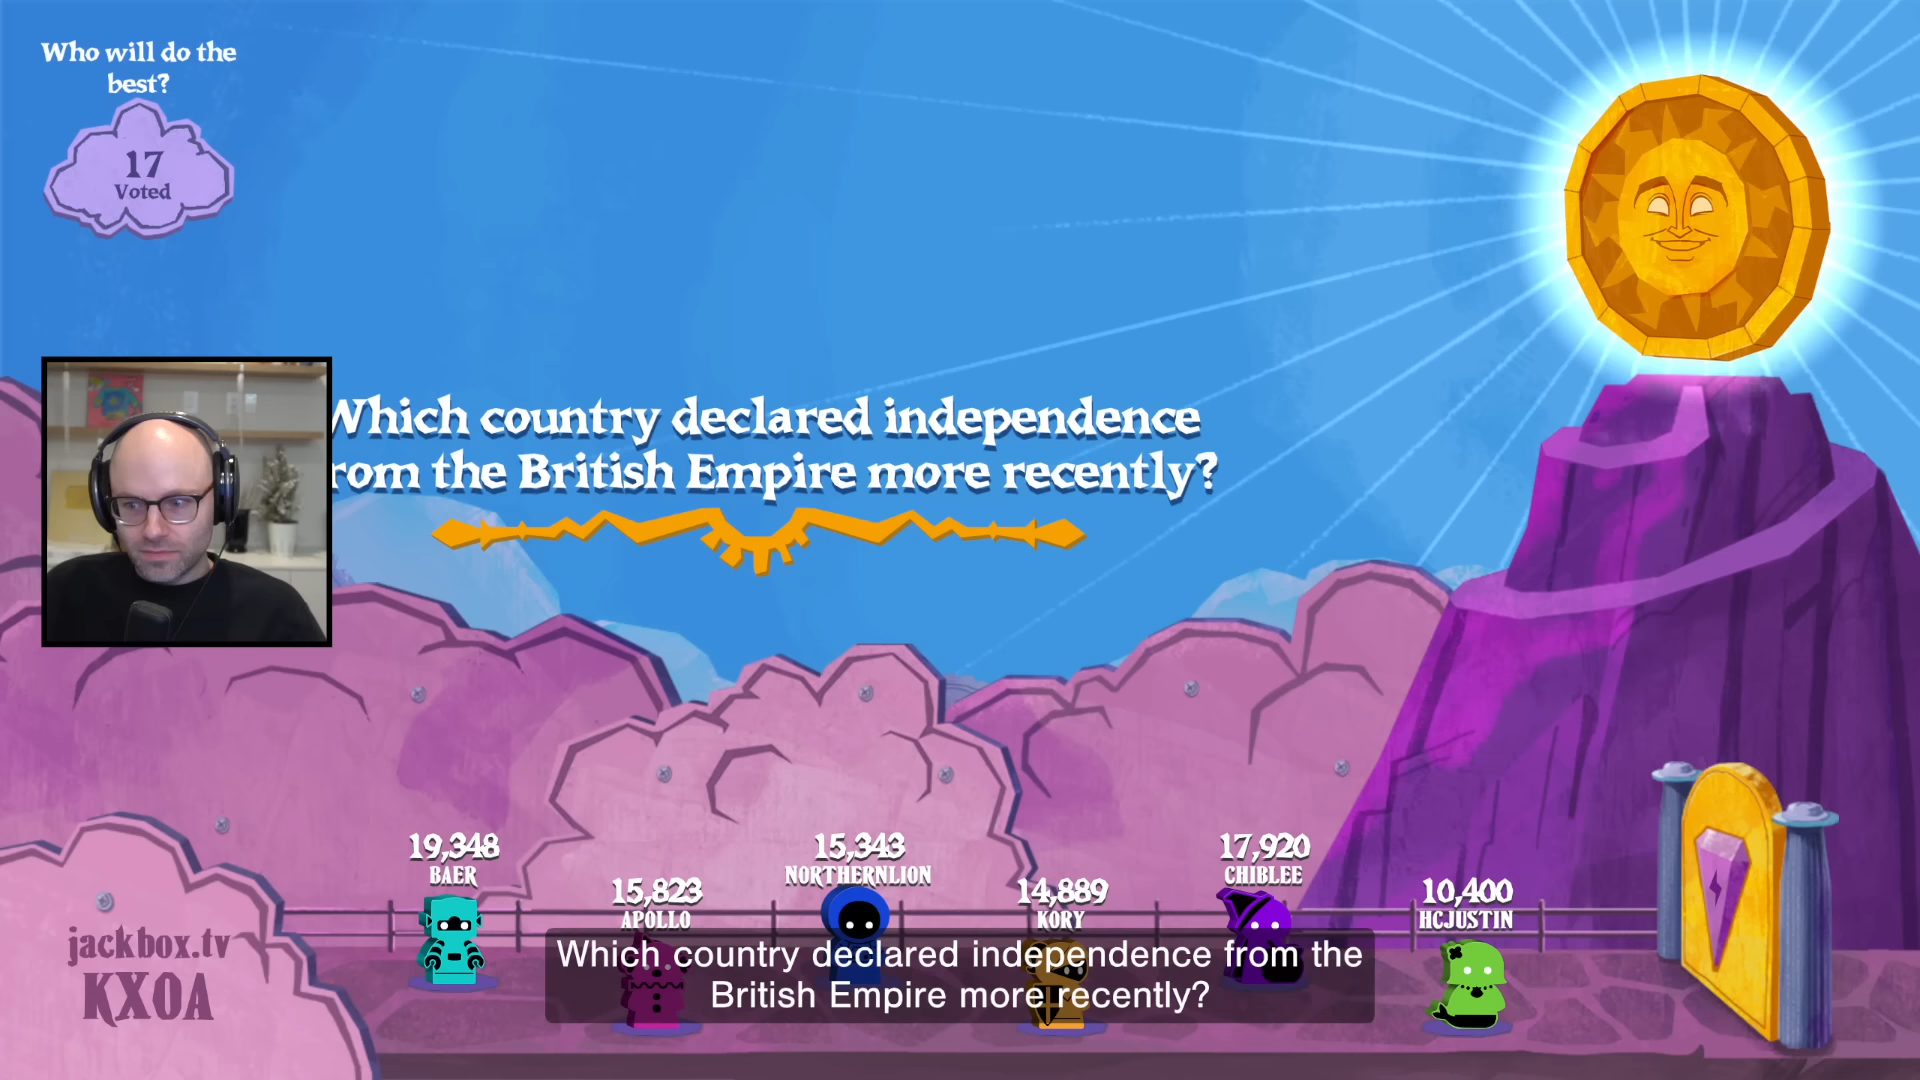 Who will do the
best?
17
Voted
Which country declared independence
from the British Empire more recently?
19,348
BAER
15,823
APOLLO
15,343
NORTHERNLION
14,889
KORY
17,920
CHIBLEE
10,400
HCJUSTIN
jackbox.tv
KXOA
Which country declared independence from the
British Empire more recently?